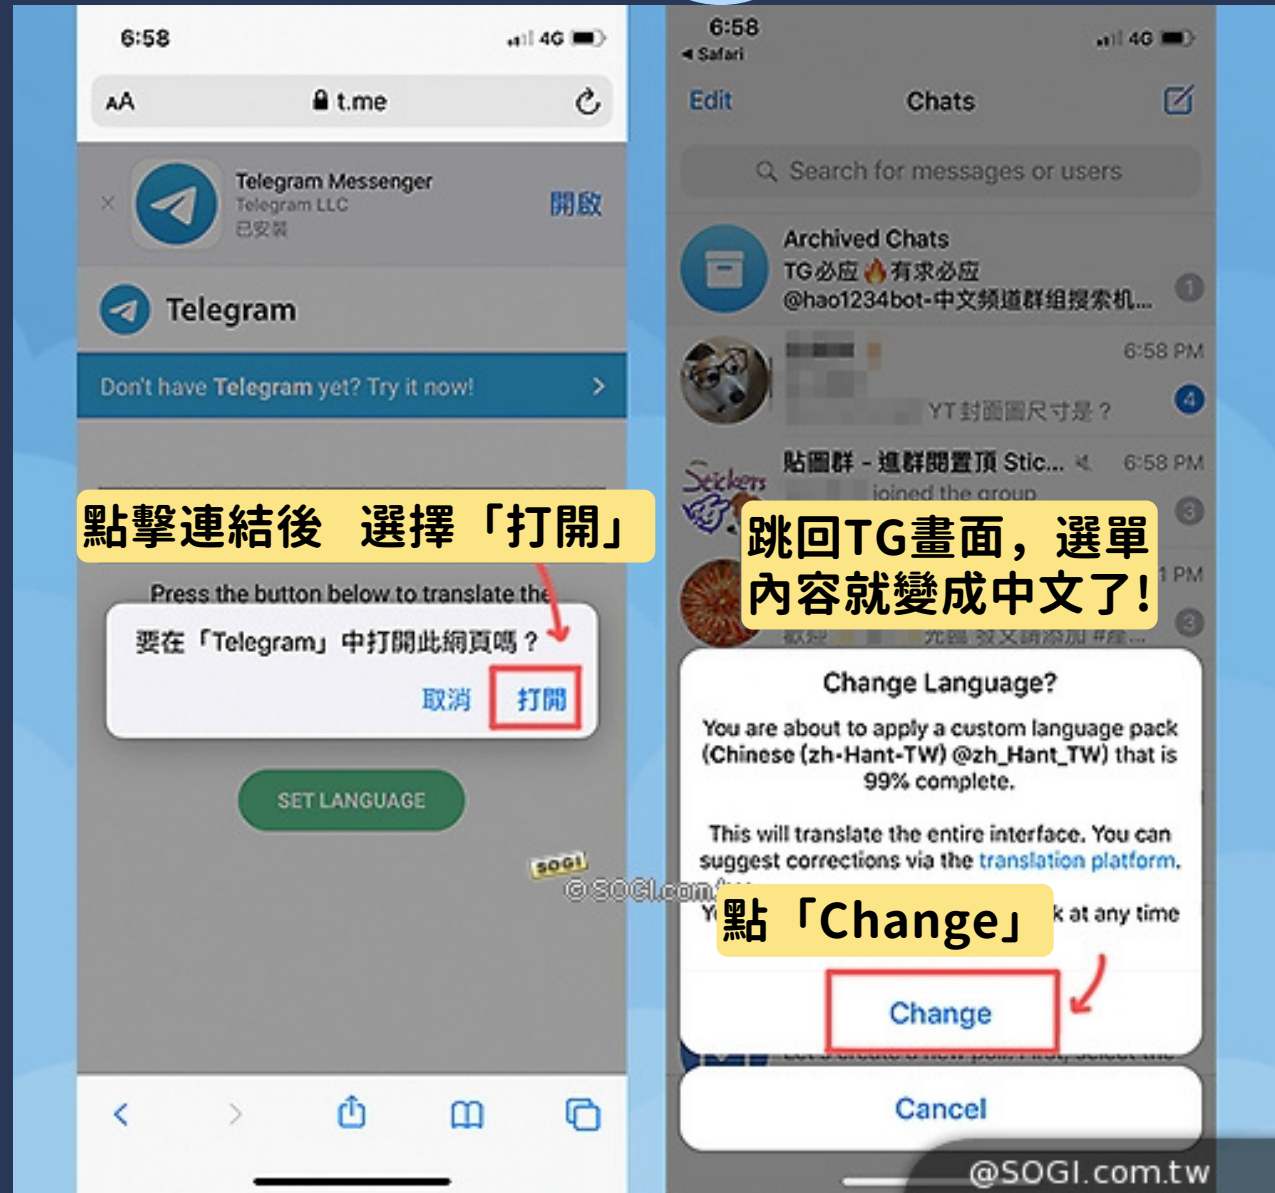 6:58
4G
AA
t.me
Telegram Messenger
Telegram LLC
已安裝
開啟
Telegram
Don't have Telegram yet? Try it now!
點擊連結後 選擇「打開」
Press the button below to translate the
要在「Telegram」中打開此網頁嗎？
取消 打開
SET LANGUAGE
SOGI
©SOGI.com
6:58
Safari
4G
Edit
Chats
Search for messages or users
Archived Chats
TG必应🔥有求必应
@hao1234bot-中文频道群组搜索机...
1
6:58 PM
YT封面圖尺寸是？
4
貼圖群 - 進群閱置頂 Stic...
6:58 PM
Stickers
joined the group
3
跳回TG畫面，選單
內容就變成中文了!
1 PM
3
Change Language?
You are about to apply a custom language pack
(Chinese (zh-Hant-TW) @zh_Hant_TW) that is
99% complete.
This will translate the entire interface. You can
suggest corrections via the translation platform.
點「Change」
k at any time
Change
Cancel
@SOGI.com.tw